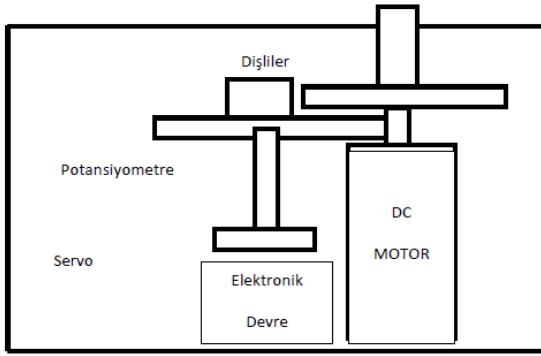 Dişliler
Potansiyometre
DC
MOTOR
Servo
Elektronik
Devre